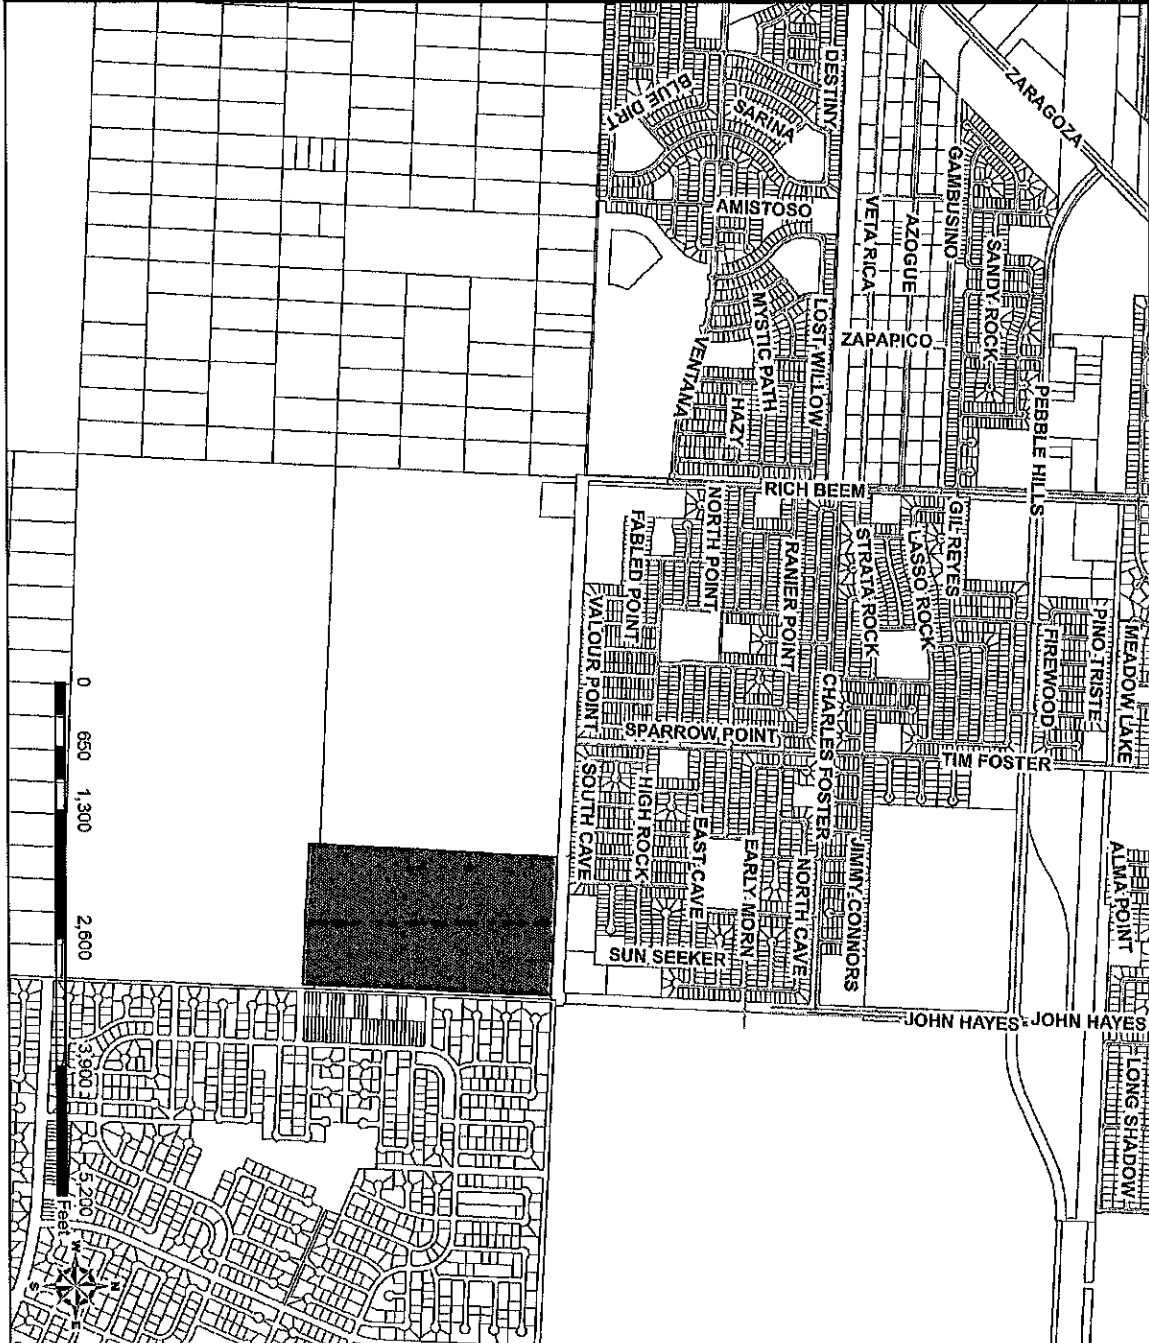 ZARAGOZA
DESTINY
BLUE DIRT
SARINA
GAMBUSINO
AMISTOSO
VETA RICA
AZOGUE
SANDY ROCK
LOST WILLOW
MYSTIC PATH
ZAPAPICO
VENTANA
HAZY
PEBBLE HILLS
RICH BEEM
NORTH POINT
FABLED POINT
RANIER POINT
STRATA ROCK
LASSO ROCK
GIL REYES
VALOUR POINT
PINO TRISTE
FIREWOOD
MEADOW LAKE
CHARLES FOSTER
SPARROW POINT
TIM FOSTER
SOUTH CAVE
HIGH ROCK
EAST CAVE
EARLY MORN
NORTH CAVE
JIMMY CONNORS
ALMA POINT
SUN SEEKER
JOHN HAYES
JOHN HAYES
LONG SHADOW
0 650 1,300 2,600 3,900 5,200
Feet
N
W
E
S